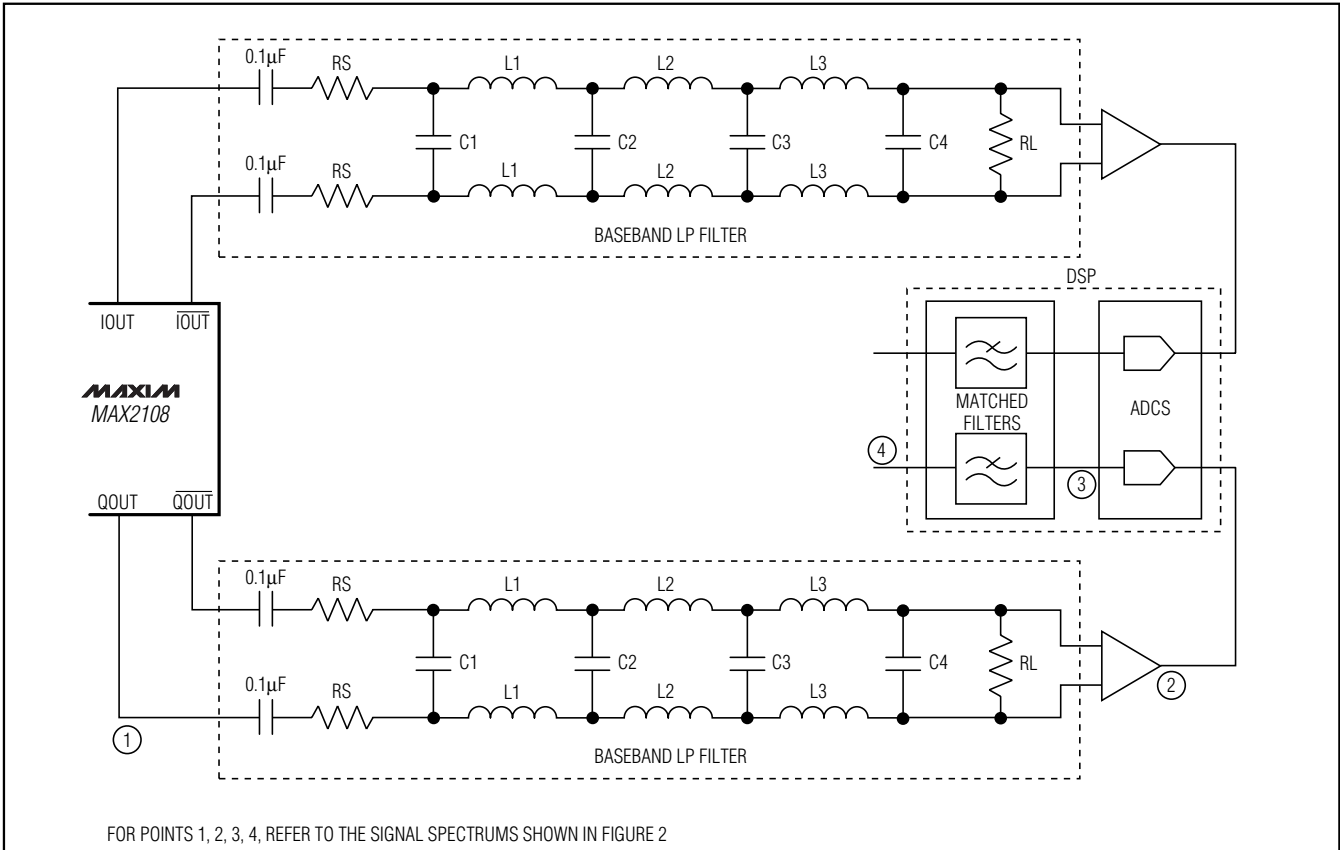 0.1μF RS L1 L2 L3
C1 C2 C3 C4 RL
0.1μF RS L1 L2 L3
BASEBAND LP FILTER
IOUT I̅O̅U̅T̅
MAXIM
MAX2108
QOUT Q̅O̅U̅T̅
DSP
MATCHED
FILTERS
ADCS
4
3
0.1μF RS L1 L2 L3
C1 C2 C3 C4 RL
0.1μF RS L1 L2 L3
2
1
BASEBAND LP FILTER
FOR POINTS 1, 2, 3, 4, REFER TO THE SIGNAL SPECTRUMS SHOWN IN FIGURE 2